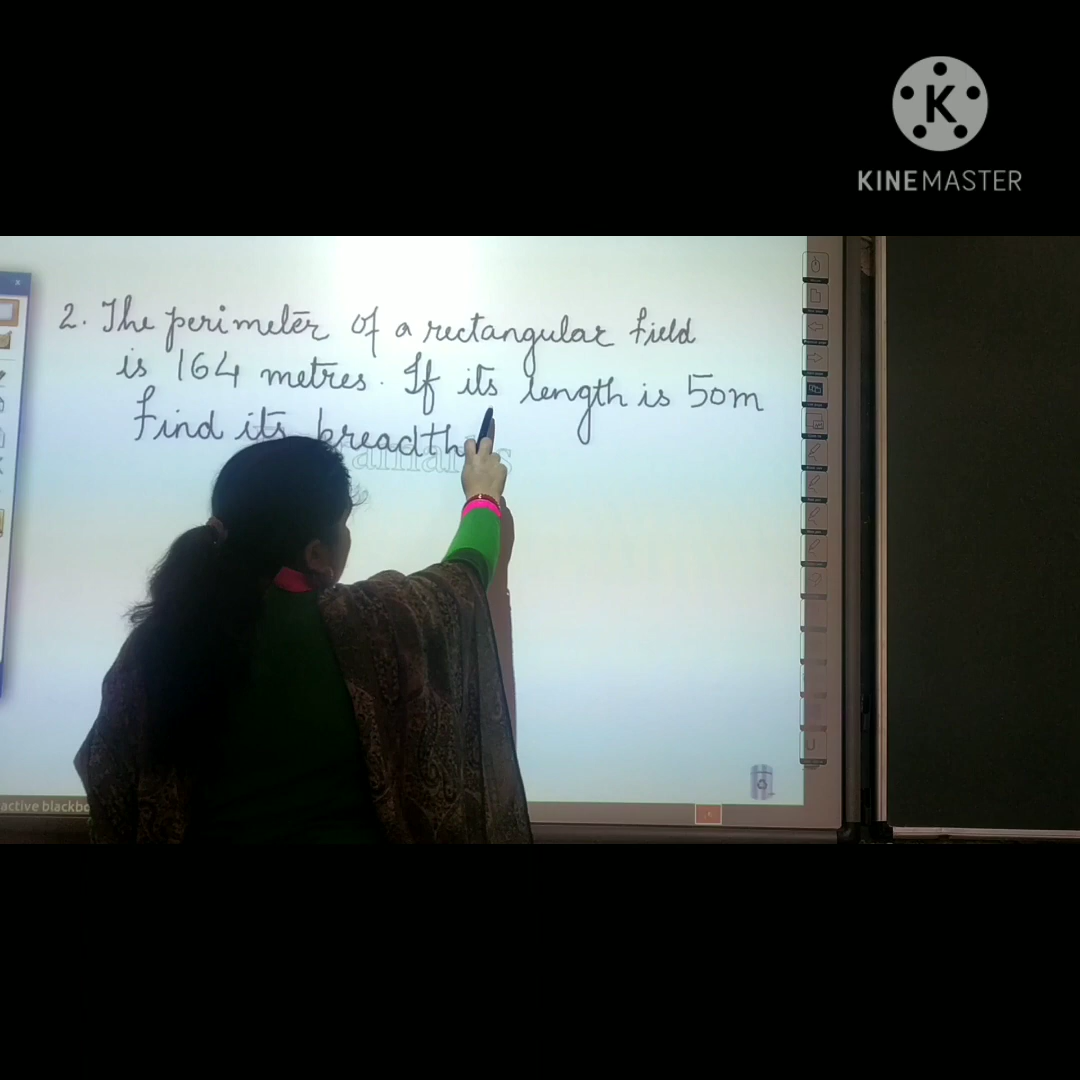 KINEMASTER
2. The perimeter of a rectangular field
is 164 metres. If its length is 50m
find its breadth
active blackbo